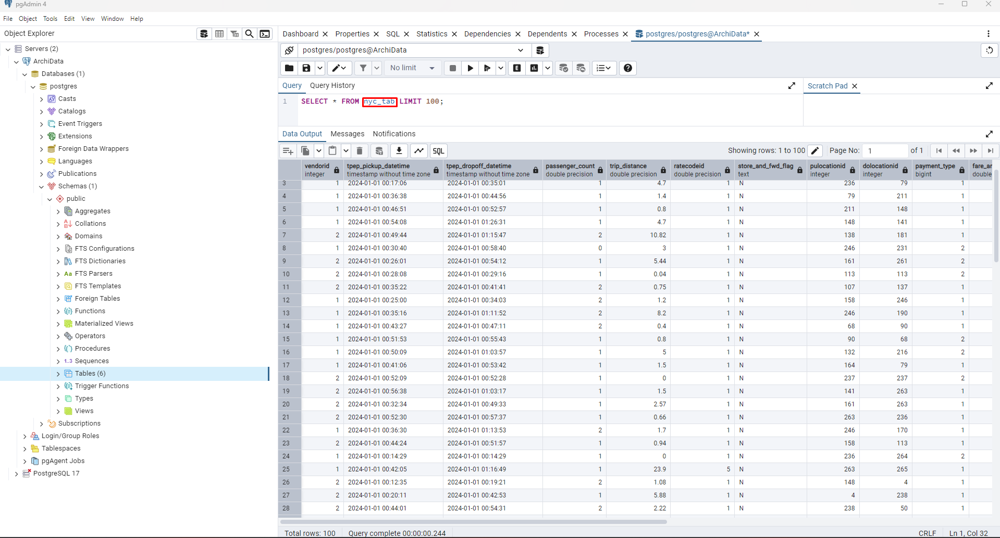 pgAdmin 4
File Object Tools Edit View Window Help
Object Explorer
Servers (2)
ArchiData
Databases (1)
postgres
Casts
Catalogs
Event Triggers
Extensions
Foreign Data Wrappers
Languages
Publications
Schemas (1)
public
Aggregates
Collations
Domains
FTS Configurations
FTS Dictionaries
Aa FTS Parsers
FTS Templates
Foreign Tables
Functions
Materialized Views
Operators
Procedures
1..3 Sequences
Tables (6)
Trigger Functions
Types
Views
Subscriptions
Login/Group Roles
Tablespaces
pgAgent Jobs
PostgreSQL 17
Dashboard Properties SQL Statistics Dependencies Dependents Processes postgres/postgres@ArchiData*
postgres/postgres@ArchiData
No limit E
Query Query History Scratch Pad
1 SELECT * FROM nyc_tab LIMIT 100;
Data Output Messages Notifications
SQL Showing rows: 1 to 100 Page No: 1 of 1
vendorid tpep_pickup_datetime tpep_dropoff_datetime passenger_count trip_distance ratecodeid store_and_fwd_flag pulocationid dolocationid payment_type fare_ar
integer timestamp without time zone timestamp without time zone double precision double precision double precision text integer integer bigint double
3 1 2024-01-01 00:17:06 2024-01-01 00:35:01 1 4.7 1 N 236 79 1
4 1 2024-01-01 00:36:38 2024-01-01 00:44:56 1 1.4 1 N 79 211 1
5 1 2024-01-01 00:46:51 2024-01-01 00:52:57 1 0.8 1 N 211 148 1
6 1 2024-01-01 00:54:08 2024-01-01 01:26:31 1 4.7 1 N 148 141 1
7 2 2024-01-01 00:49:44 2024-01-01 01:15:47 2 10.82 1 N 138 181 1
8 1 2024-01-01 00:30:40 2024-01-01 00:58:40 0 3 1 N 246 231 2
9 2 2024-01-01 00:26:01 2024-01-01 00:54:12 1 5.44 1 N 161 261 2
10 2 2024-01-01 00:28:08 2024-01-01 00:29:16 1 0.04 1 N 113 113 2
11 2 2024-01-01 00:35:22 2024-01-01 00:41:41 2 0.75 1 N 107 137 1
12 1 2024-01-01 00:25:00 2024-01-01 00:34:03 2 1.2 1 N 158 246 1
13 1 2024-01-01 00:35:16 2024-01-01 01:11:52 2 8.2 1 N 246 190 1
14 1 2024-01-01 00:43:27 2024-01-01 00:47:11 2 0.4 1 N 68 90 1
15 1 2024-01-01 00:51:53 2024-01-01 00:55:43 1 0.8 1 N 90 68 2
16 1 2024-01-01 00:50:09 2024-01-01 01:03:57 1 5 1 N 132 216 2
17 1 2024-01-01 00:41:06 2024-01-01 00:53:42 1 1.5 1 N 164 79 1
18 2 2024-01-01 00:52:09 2024-01-01 00:52:28 1 0 1 N 237 237 2
19 2 2024-01-01 00:56:38 2024-01-01 01:03:17 1 1.5 1 N 141 263 1
20 2 2024-01-01 00:32:34 2024-01-01 00:49:33 1 2.57 1 N 161 263 1
21 2 2024-01-01 00:52:30 2024-01-01 00:57:37 1 0.66 1 N 263 236 1
22 1 2024-01-01 00:36:30 2024-01-01 01:13:53 2 1.7 1 N 246 170 1
23 2 2024-01-01 00:44:24 2024-01-01 00:51:57 1 0.94 1 N 158 113 1
24 1 2024-01-01 00:14:29 2024-01-01 00:14:29 1 0 1 N 236 264 2
25 1 2024-01-01 00:42:05 2024-01-01 01:16:49 1 23.9 5 N 263 265 1
26 2 2024-01-01 00:12:35 2024-01-01 00:19:21 2 1.08 1 N 148 4 1
27 2 2024-01-01 00:20:11 2024-01-01 00:42:53 1 5.88 1 N 4 238 1
28 2 2024-01-01 00:44:01 2024-01-01 00:54:31 2 2.22 1 N 238 50 1
Total rows: 100 Query complete 00:00:00.244 CRLF Ln 1, Col 32